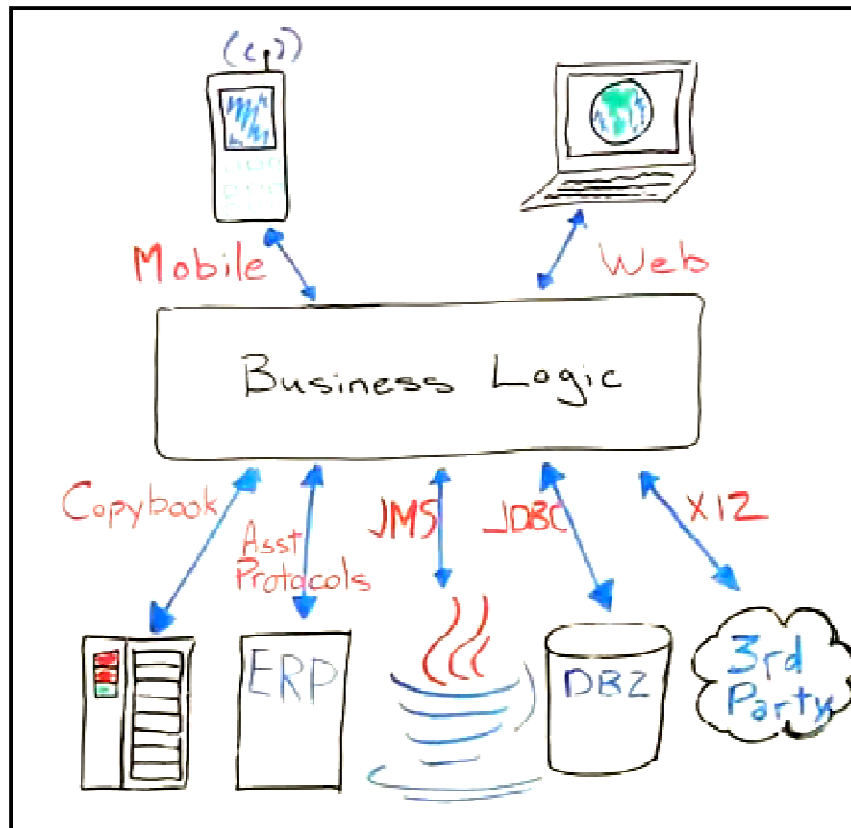 Mobile
Web
Business Logic
Copybook
Asst
Protocols
JMS
JDBC
X12
ERP
DB2
3rd
Party